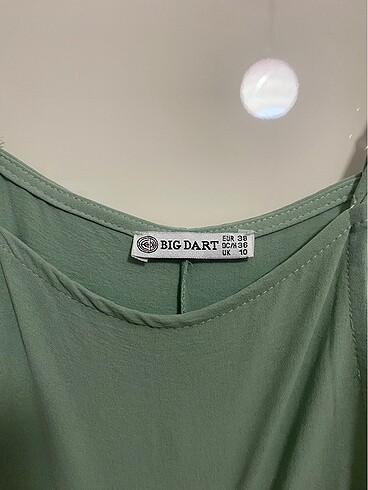 BIG DART
EUR 38
DC/H 36
UK 10